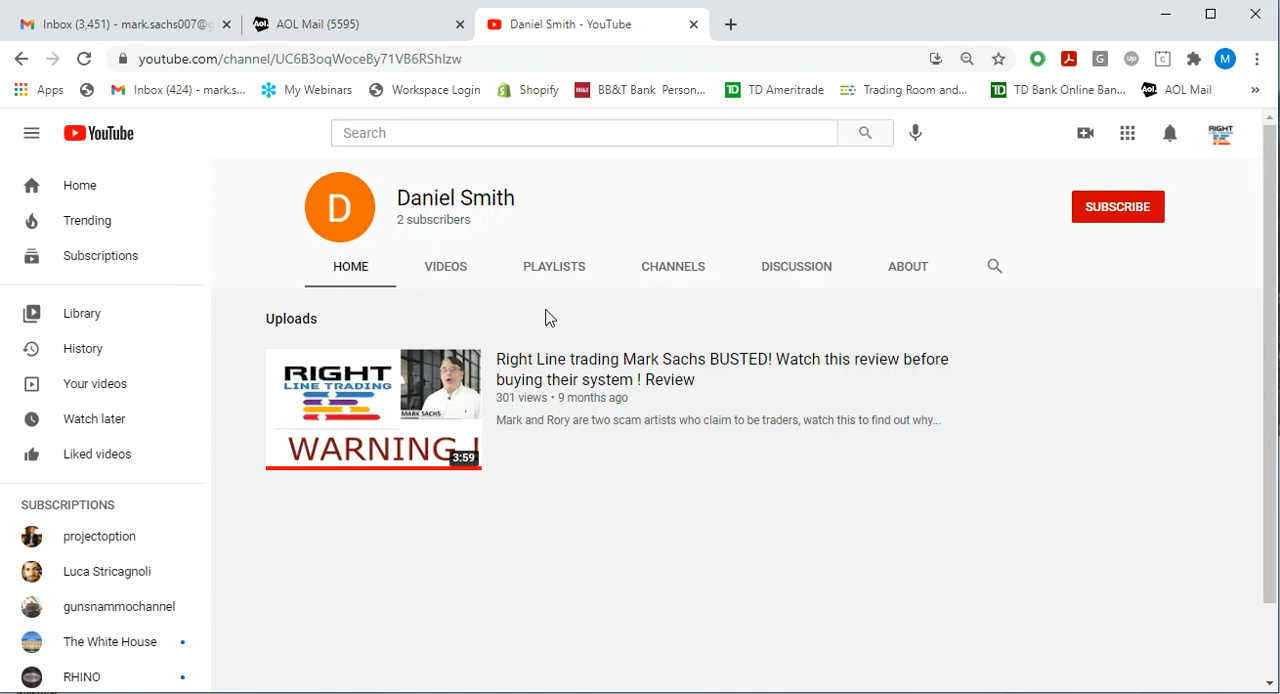 Inbox (3,451) - mark.sachs007@g
Aol. AOL Mail (5595)
Daniel Smith - YouTube
youtube.com/channel/UC6B3oqWoceBy71VB6RShIzw
M
Apps
Inbox (424) - mark.s...
My Webinars
Workspace Login
Shopify
BB&T BB&T Bank Person...
TD TD Ameritrade
Trading Room and...
TD TD Bank Online Ban...
Aol. AOL Mail
»
YouTube
Search
RIGHT
Home
Trending
Subscriptions
Library
History
Your videos
Watch later
Liked videos
SUBSCRIPTIONS
projectoption
Luca Stricagnoli
gunsnammochannel
The White House
RHINO
D
Daniel Smith
2 subscribers
SUBSCRIBE
HOME
VIDEOS
PLAYLISTS
CHANNELS
DISCUSSION
ABOUT
Uploads
RIGHT
LINE TRADING
MARK SACHS
WARNING !
3:59
Right Line trading Mark Sachs BUSTED! Watch this review before
buying their system ! Review
301 views • 9 months ago
Mark and Rory are two scam artists who claim to be traders, watch this to find out why...